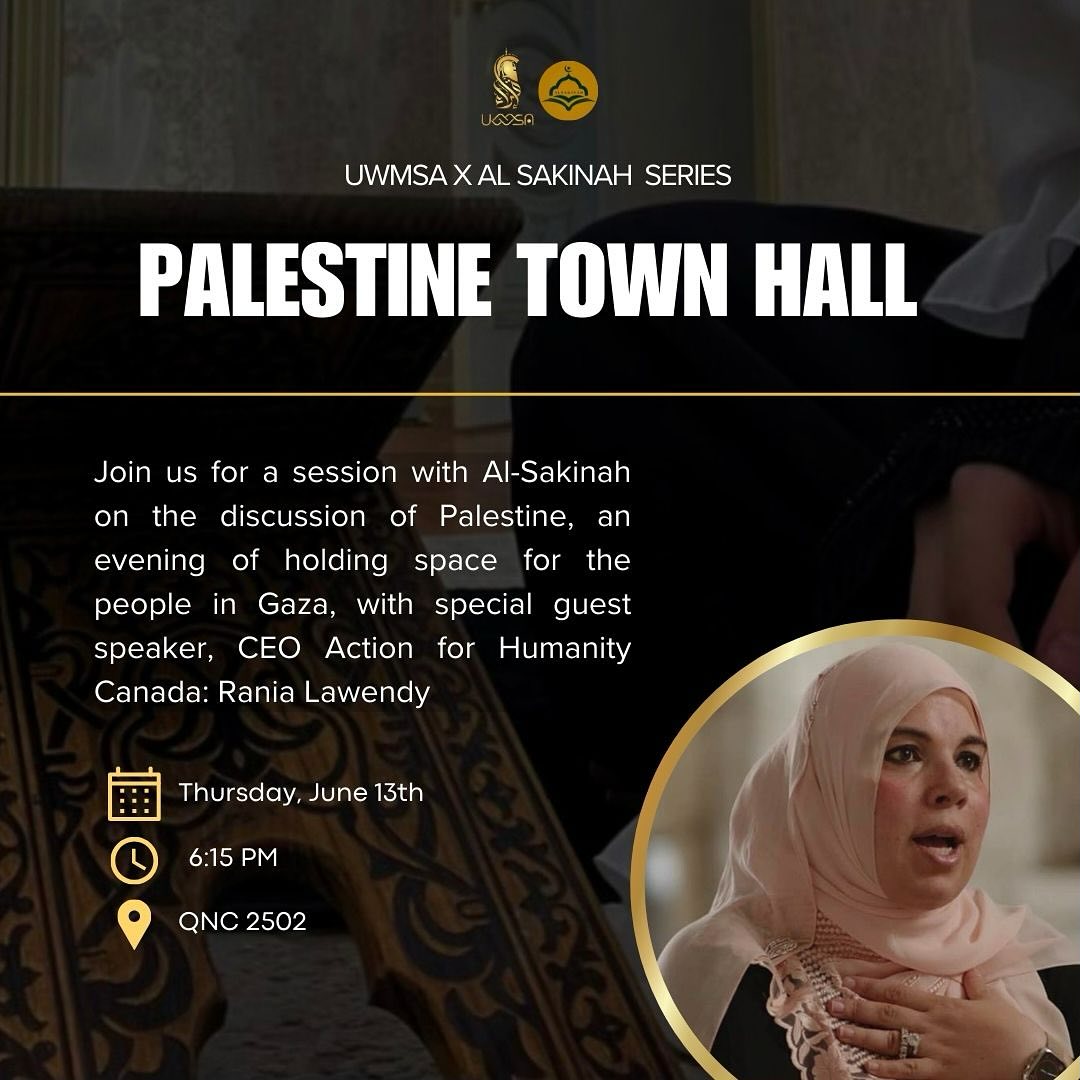 UWMSA
AL SAKINAH
UWMSA X AL SAKINAH SERIES
PALESTINE TOWN HALL
Join us for a session with Al-Sakinah
on the discussion of Palestine, an
evening of holding space for the
people in Gaza, with special guest
speaker, CEO Action for Humanity
Canada: Rania Lawendy
Thursday, June 13th
6:15 PM
QNC 2502